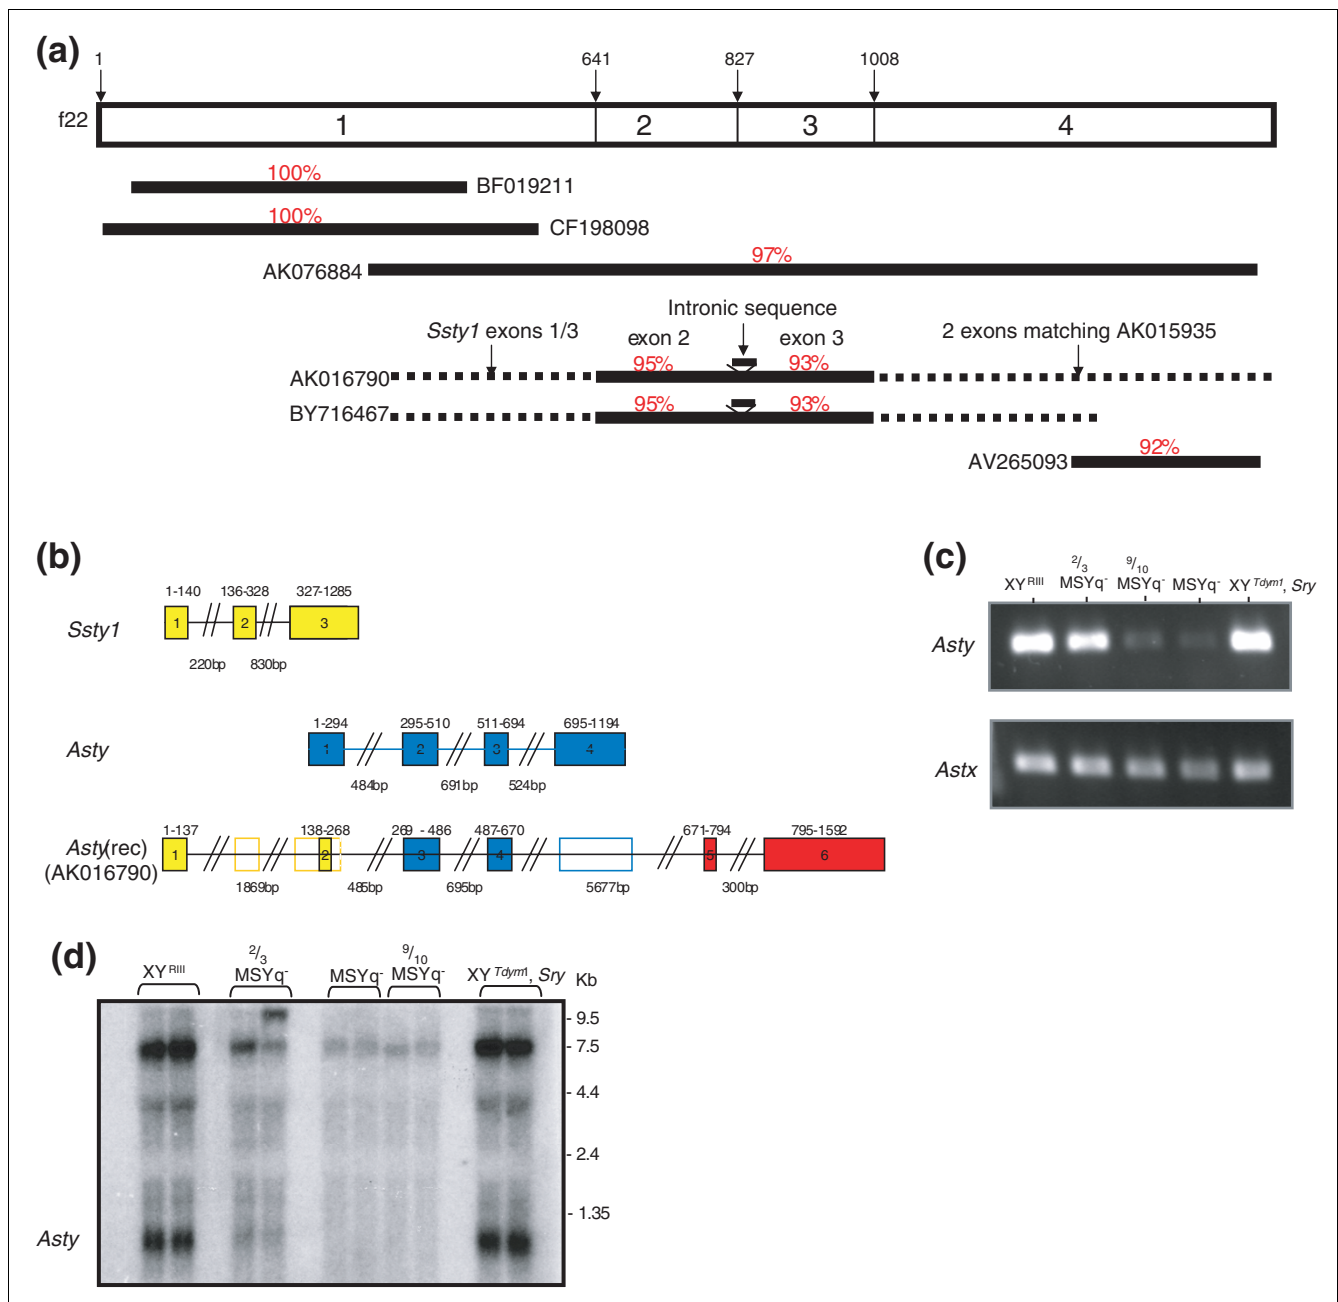 (a)
1 641 827 1008
f22 1 2 3 4
100% BF019211
100% CF198098
AK076884 97%
Intronic sequence
Ssty1 exons 1/3 exon 2 exon 3 2 exons matching AK015935
AK016790 95% 93%
BY716467 95% 93%
AV265093 92%
(b)
1-140 136-328 327-1285
Ssty1 1 2 3
220bp 830bp
1-294 295-510 511-694 695-1194
Asty 1 2 3 4
484bp 691bp 524bp
1-137 138-268 269 - 486 487-670 671-794 795-1592
Asty(rec) 1 2 3 4 5 6
(AK016790)
1869bp 485bp 695bp 5677bp 300bp
(c)
XY RIII 2/3 MSYq- 9/10 MSYq- MSYq- XY Tdym1, Sry
Asty
Astx
(d)
XY RIII 2/3 MSYq- MSYq- 9/10 MSYq- XY Tdym1, Sry Kb
- 9.5
- 7.5
- 4.4
- 2.4
- 1.35
Asty